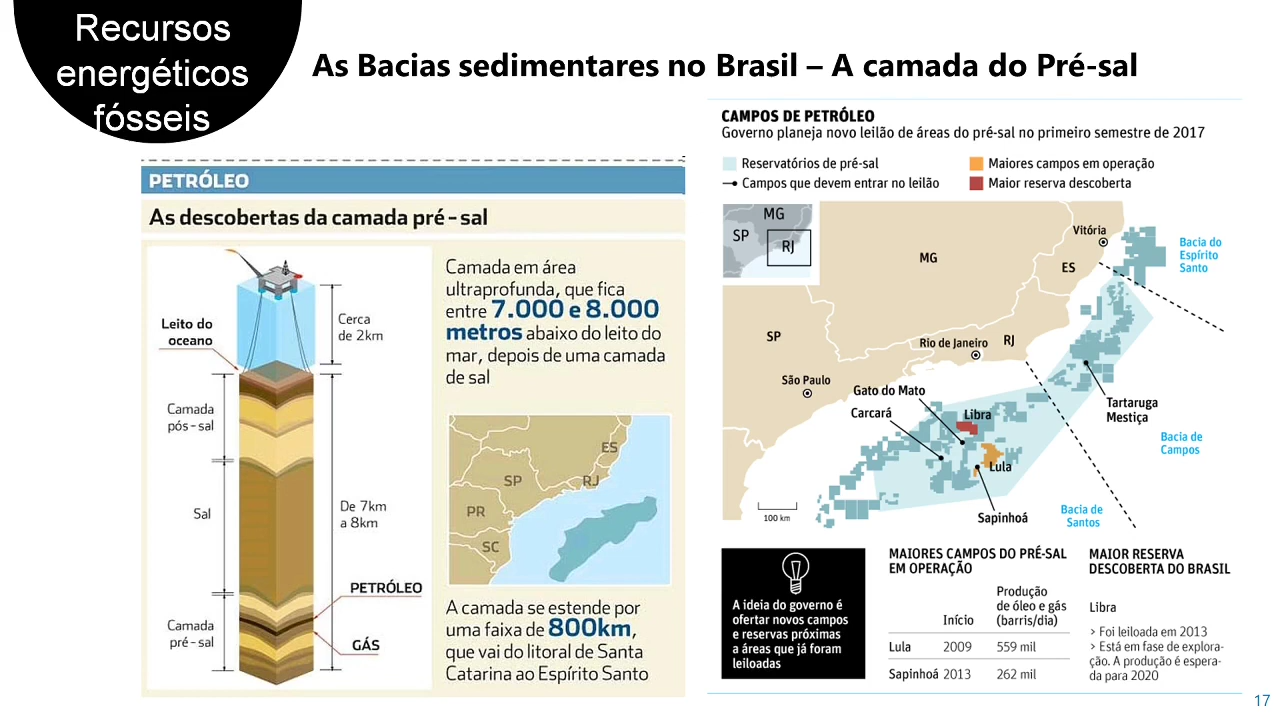 Recursos
energéticos
fósseis
As Bacias sedimentares no Brasil – A camada do Pré-sal
PETRÓLEO
As descobertas da camada pré – sal
Leito do
oceano
Cerca
de 2km
Camada
pós – sal
Sal
De 7km
a 8km
PETRÓLEO
Camada
pré – sal
GÁS
Camada em área
ultraprofunda, que fica
entre 7.000 e 8.000
metros abaixo do leito do
mar, depois de uma camada
de sal
ES
SP
RJ
PR
SC
A camada se estende por
uma faixa de 800km,
que vai do litoral de Santa
Catarina ao Espírito Santo
CAMPOS DE PETRÓLEO
Governo planeja novo leilão de áreas do pré-sal no primeiro semestre de 2017
Reservatórios de pré-sal
Maiores campos em operação
Campos que devem entrar no leilão
Maior reserva descoberta
MG
SP
RJ
MG
Vitória
ES
Bacia do
Espírito
Santo
SP
Rio de Janeiro
RJ
São Paulo
Gato do Mato
Carcará
Libra
Tartaruga
Mestiça
Bacia de
Campos
Lula
Sapinhoá
Bacia de
Santos
100 km
A ideia do governo é
ofertar novos campos
e reservas próximas
a áreas que já foram
leiloadas
MAIORES CAMPOS DO PRÉ-SAL
EM OPERAÇÃO
Início
Produção
de óleo e gás
(barris/dia)
Lula 2009 559 mil
Sapinhoá 2013 262 mil
MAIOR RESERVA
DESCOBERTA DO BRASIL
Libra
> Foi leiloada em 2013
> Está em fase de explora-
ção. A produção é espera-
da para 2020
17